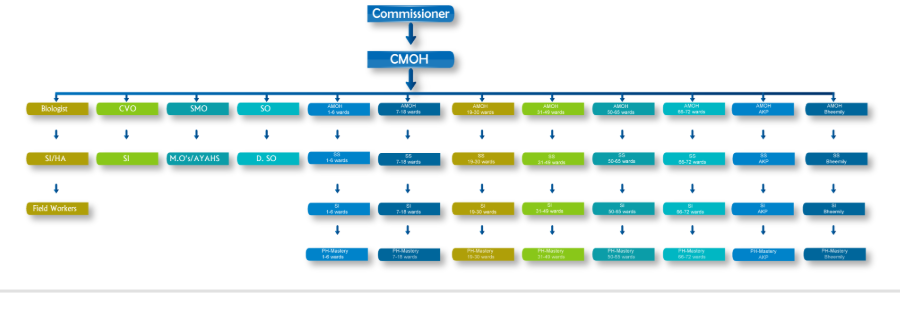 Commissioner
CMOH
Biologist
CVO
SMO
SO
AMOH
1-6 wards
AMOH
7-18 wards
AMOH
AMOH
31-49 wards
AMOH
50-65 wards
AMOH
66-72 wards
AMOH
AKP
AMOH
Bheemily
SI/HA
SI
M.O's/AYAHS
D. SO
SS
1-6 wards
SS
7-18 wards
SS
19-30 wards
SS
31-49 wards
SS
50-65 wards
SS
66-72 wards
SS
AKP
SS
Bheemily
Field Workers
SI
1-6 wards
SI
7-18 wards
SI
19-30 wards
SI
31-49 wards
SI
50-65 wards
SI
66-72 wards
SI
AKP
SI
Bheemily
PH-Mastery
1-6 wards
PH-Mastery
7-18 wards
PH-Mastery
19-30 wards
PH-Mastery
31-49 wards
PH-Mastery
50-65 wards
PH-Mastery
66-72 wards
PH-Mastery
AKP
PH-Mastery
Bheemily